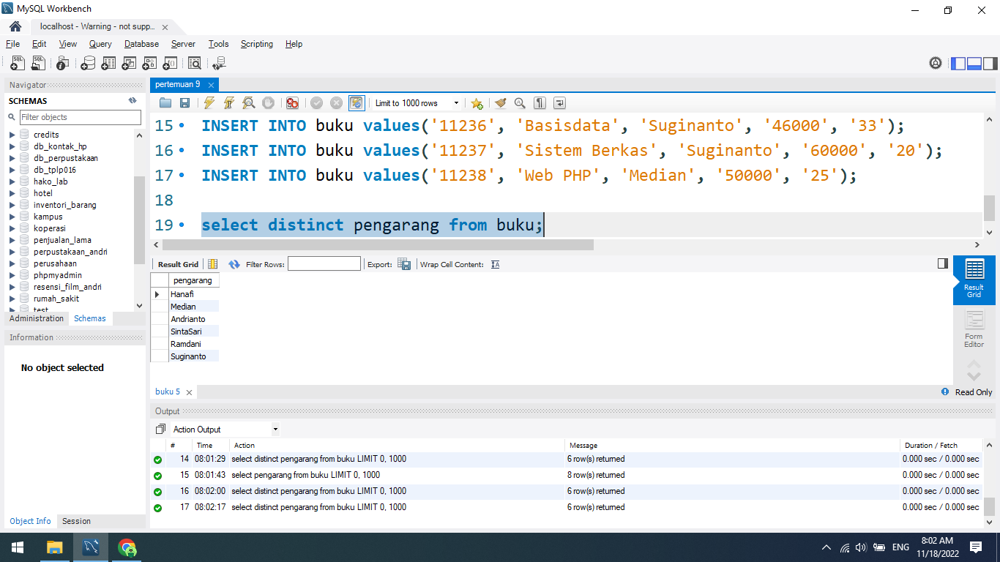 MySQL Workbench
localhost - Warning - not supp...
File Edit View Query Database Server Tools Scripting Help
Navigator
SCHEMAS
Filter objects
credits
db_kontak_hp
db_perpustakaan
db_tplp016
hako_lab
hotel
inventori_barang
kampus
koperasi
penjualan_lama
perpustakaan_andri
perusahaan
phpmyadmin
resensi_film_andri
rumah_sakit
test
Administration Schemas
Information
No object selected
Object Info Session
pertemuan 9
Limit to 1000 rows
15 INSERT INTO buku values('11236', 'Basisdata', 'Suginanto', '46000', '33');
16 INSERT INTO buku values('11237', 'Sistem Berkas', 'Suginanto', '60000', '20');
17 INSERT INTO buku values('11238', 'Web PHP', 'Median', '50000', '25');
18
19 select distinct pengarang from buku;
Result Grid Filter Rows: Export: Wrap Cell Content:
pengarang
Hanafi
Median
Andrianto
SintaSari
Ramdani
Suginanto
Result
Grid
Form
Editor
buku 5
Read Only
Output
Action Output
# Time Action Message Duration / Fetch
14 08:01:29 select distinct pengarang from buku LIMIT 0, 1000 6 row(s) returned 0.000 sec / 0.000 sec
15 08:01:43 select pengarang from buku LIMIT 0, 1000 8 row(s) returned 0.000 sec / 0.000 sec
16 08:02:00 select distinct pengarang from buku LIMIT 0, 1000 6 row(s) returned 0.000 sec / 0.000 sec
17 08:02:17 select distinct pengarang from buku LIMIT 0, 1000 6 row(s) returned 0.000 sec / 0.000 sec
ENG
8:02 AM
11/18/2022